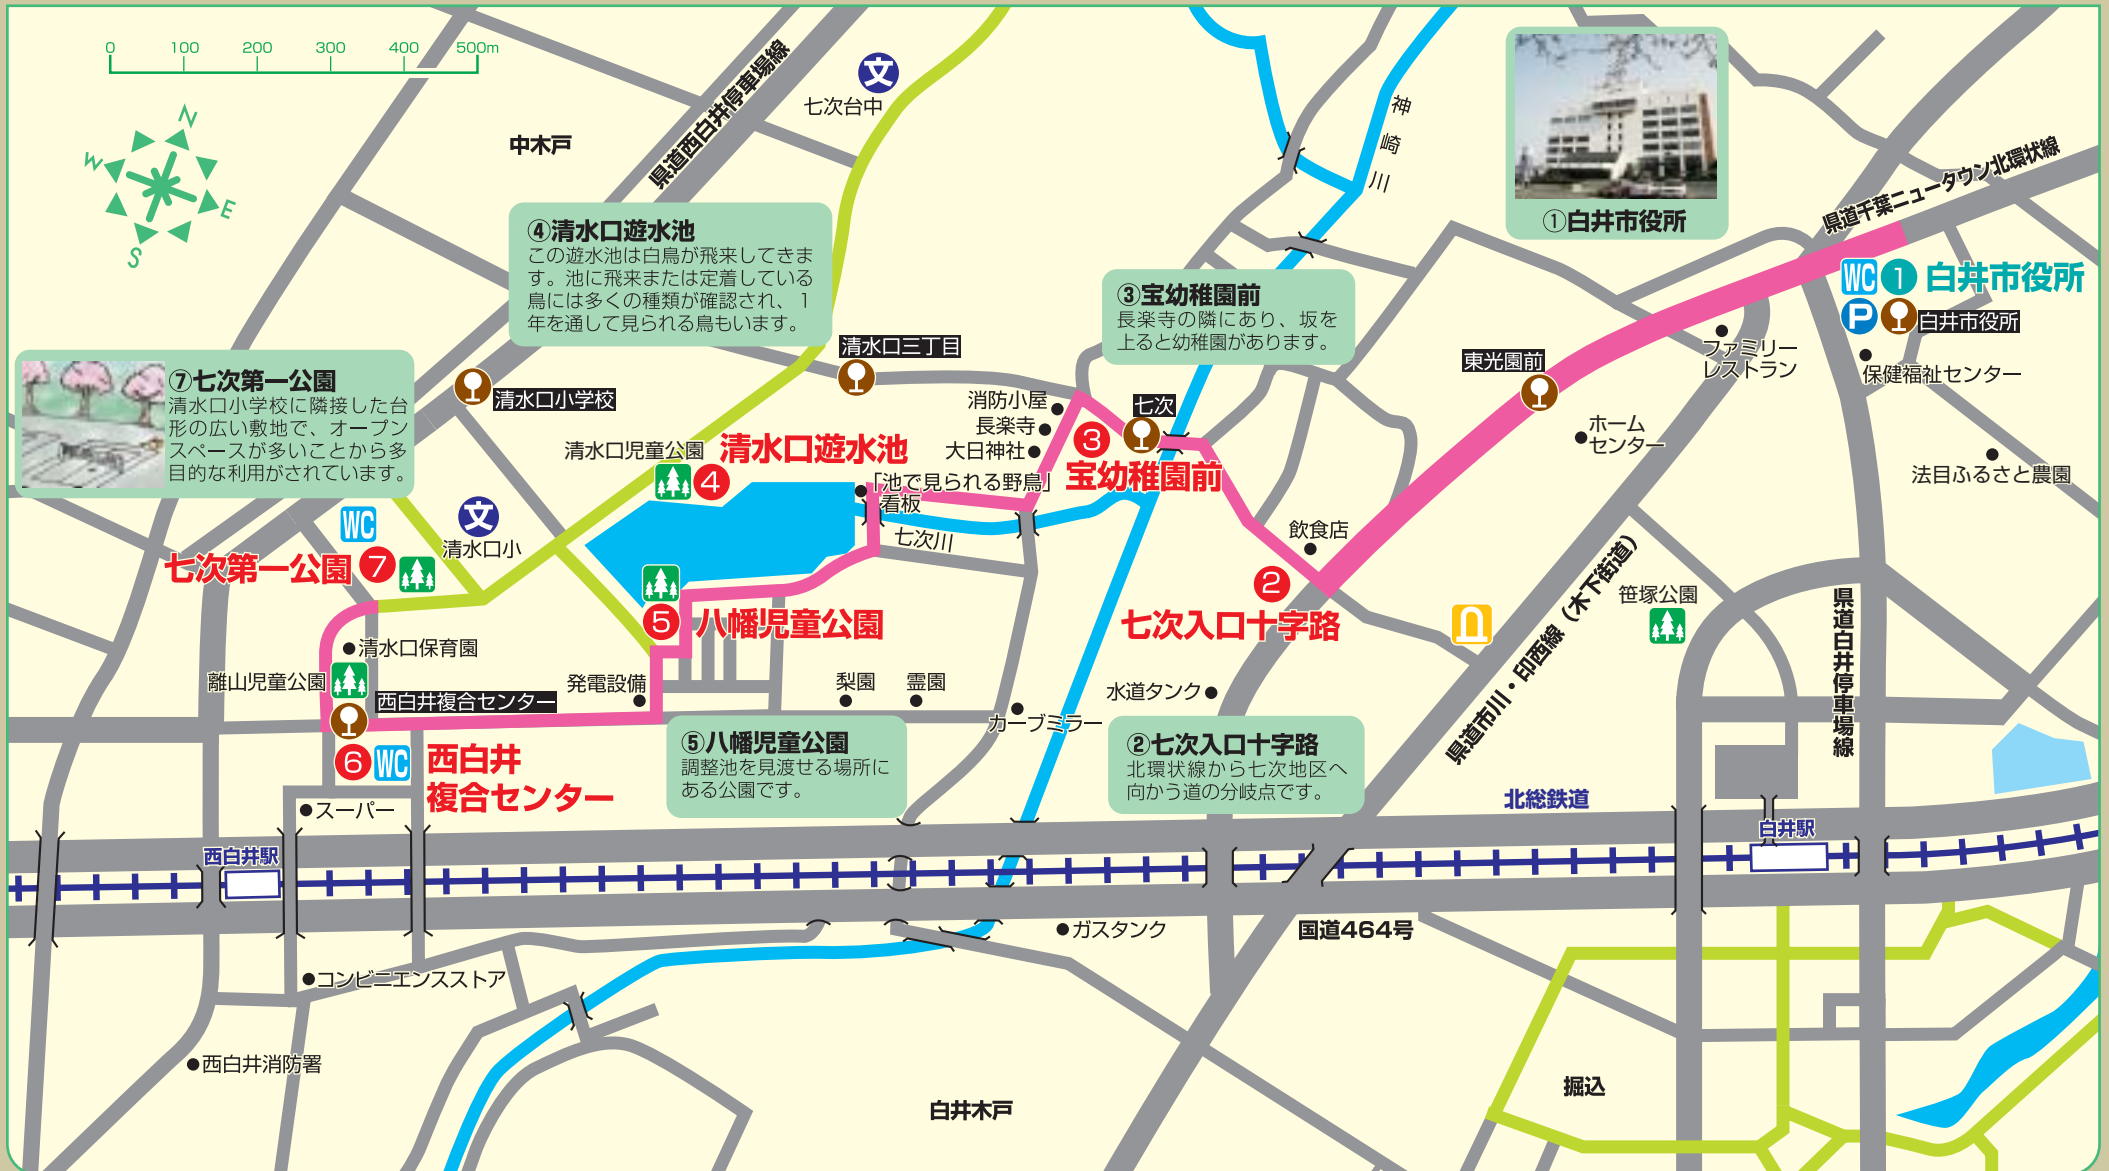 0 100 200 300 400 500m
N
W
E
S
中木戸
県道西白井停車場線
文
七次台中
神崎川
①白井市役所
県道千葉ニュータウン北環状線
WC 1 白井市役所
P 白井市役所
④清水口遊水池
この遊水池は白鳥が飛来してきま
す。池に飛来または定着している
鳥には多くの種類が確認され、1
年を通して見られる鳥もいます。
③宝幼稚園前
長楽寺の隣にあり、坂を
上ると幼稚園があります。
⑦七次第一公園
清水口小学校に隣接した台
形の広い敷地で、オープン
スペースが多いことから多
目的な利用がされています。
清水口小学校
清水口三丁目
東光園前
ファミリー
レストラン
保健福祉センター
消防小屋
長楽寺
大日神社
七次
3
宝幼稚園前
ホーム
センター
法目ふるさと農園
清水口児童公園
4
清水口遊水池
「池で見られる野鳥」
看板
七次川
WC
文
清水口小
七次第一公園 7
飲食店
2
七次入口十字路
5 八幡児童公園
県道市川・印西線（木下街道）
笹塚公園
県道白井停車場線
清水口保育園
離山児童公園
西白井複合センター
発電設備
梨園
霊園
カーブミラー
水道タンク
6 WC
西白井
複合センター
⑤八幡児童公園
調整池を見渡せる場所に
ある公園です。
②七次入口十字路
北環状線から七次地区へ
向かう道の分岐点です。
スーパー
北総鉄道
白井駅
西白井駅
国道464号
ガスタンク
コンビニエンスストア
西白井消防署
白井木戸
掘込